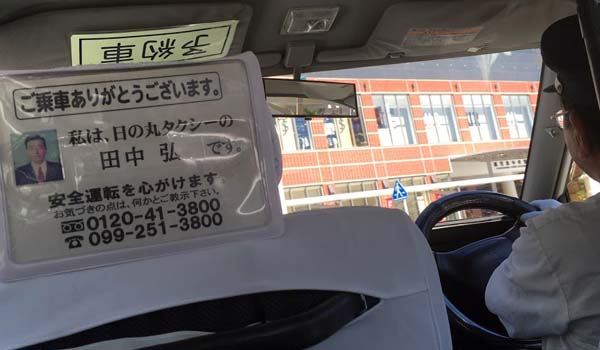 予約車
ご乗車ありがとうございます。
私は、日の丸タクシーの
田中 弘 です。
安全運転を心がけます
お気づきの点は、何かとご教示下さい。
0120-41-3800
099-251-3800